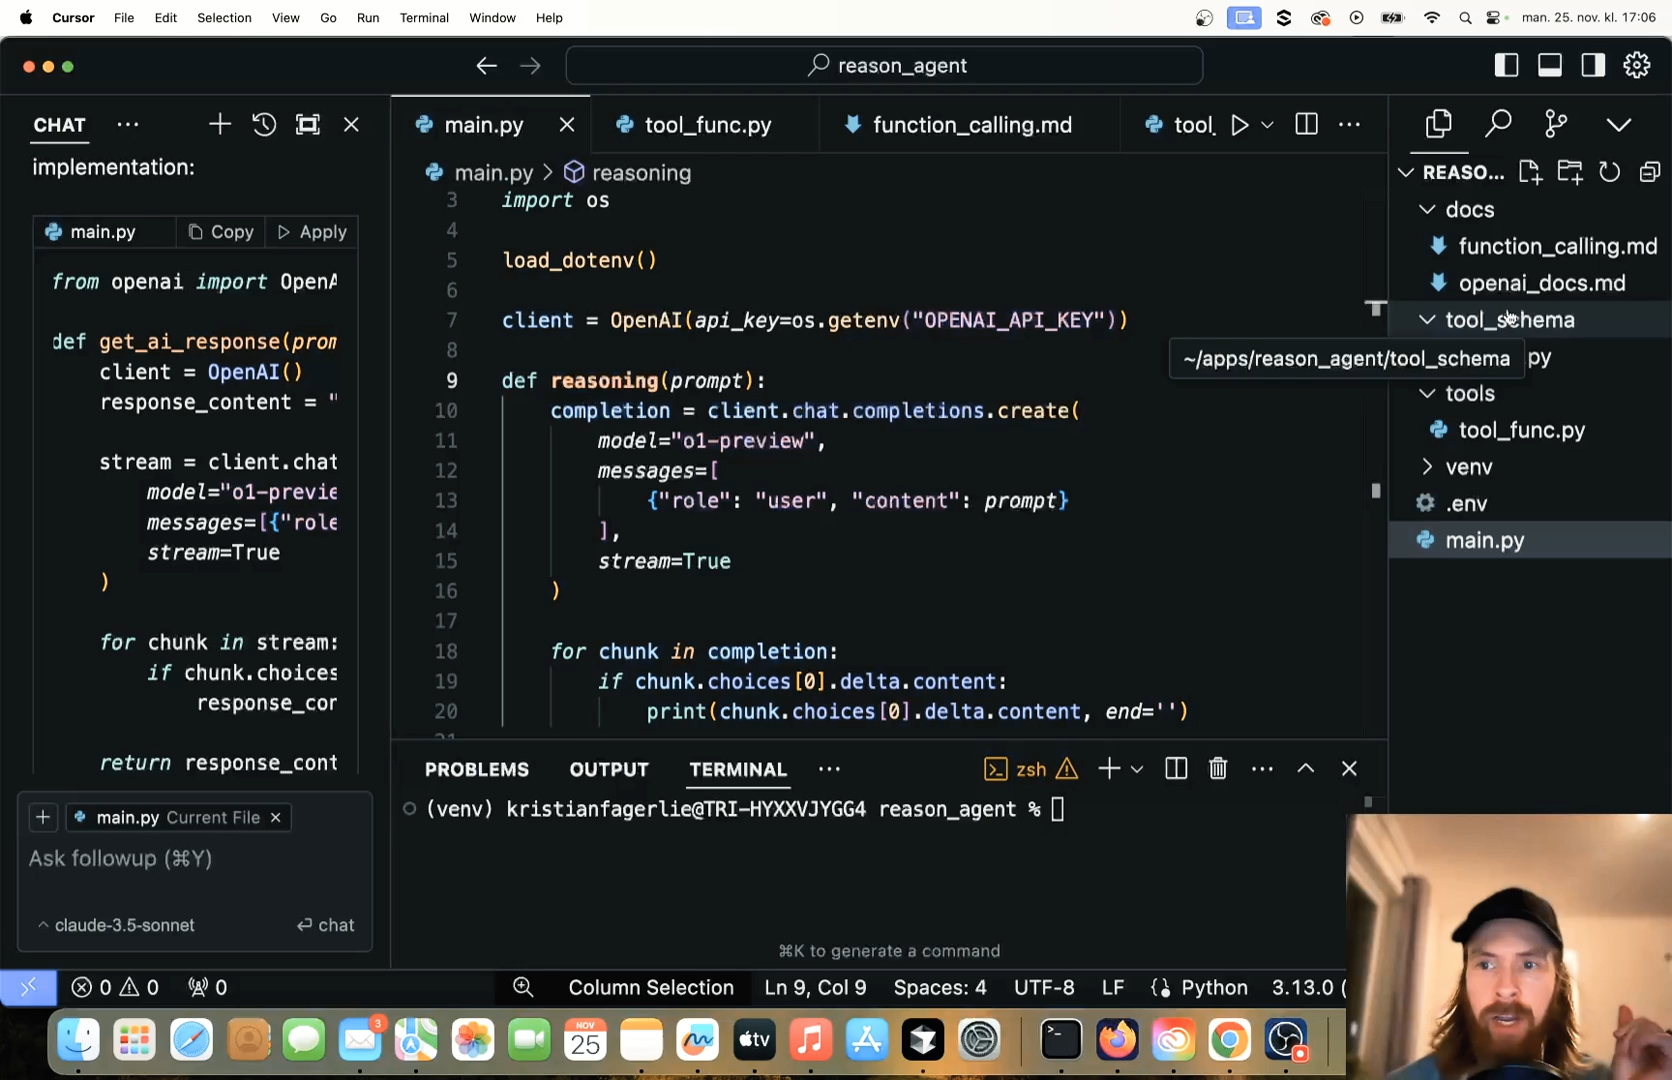 Cursor File Edit Selection View Go Run Terminal Window Help man. 25. nov. kl. 17:06
reason_agent
CHAT
implementation:
main.py Copy Apply
from openai import OpenA
def get_ai_response(prom
client = OpenAI()
response_content = "
stream = client.chat
model="o1-previe
messages=[{"role
stream=True
)
for chunk in stream:
if chunk.choices
response_cor
return response_cont
main.py Current File
Ask followup (⌘Y)
claude-3.5-sonnet chat
main.py tool_func.py function_calling.md tool_
main.py > reasoning
3 import os
4
5 load_dotenv()
6
7 client = OpenAI(api_key=os.getenv("OPENAI_API_KEY"))
8
9 def reasoning(prompt):
10 completion = client.chat.completions.create(
11 model="o1-preview",
12 messages=[
13 {"role": "user", "content": prompt}
14 ],
15 stream=True
16 )
17
18 for chunk in completion:
19 if chunk.choices[0].delta.content:
20 print(chunk.choices[0].delta.content, end='')
PROBLEMS OUTPUT TERMINAL zsh
(venv) kristianfagerlie@TRI-HYXXVJYGG4 reason_agent %
⌘K to generate a command
REASO...
docs
function_calling.md
openai_docs.md
tool_schema
~/apps/reason_agent/tool_schema py
tools
tool_func.py
venv
.env
main.py
0 0 0 Column Selection Ln 9, Col 9 Spaces: 4 UTF-8 LF Python 3.13.0 (
3 NOV 25 tv